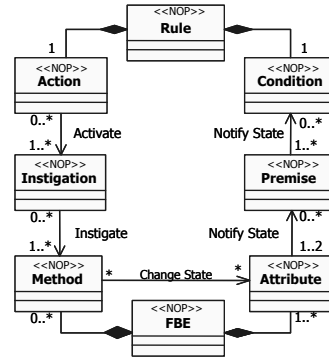 <<NOP>>
Rule
1
1
<<NOP>>
Action
<<NOP>>
Condition
0..*
0..*
Activate
Notify State
1..*
1..*
<<NOP>>
Instigation
<<NOP>>
Premise
0..*
0..*
Instigate
Notify State
1..*
1..2
<<NOP>>
Method
*
Change State
*
<<NOP>>
Attribute
0..*
<<NOP>>
FBE
1..*